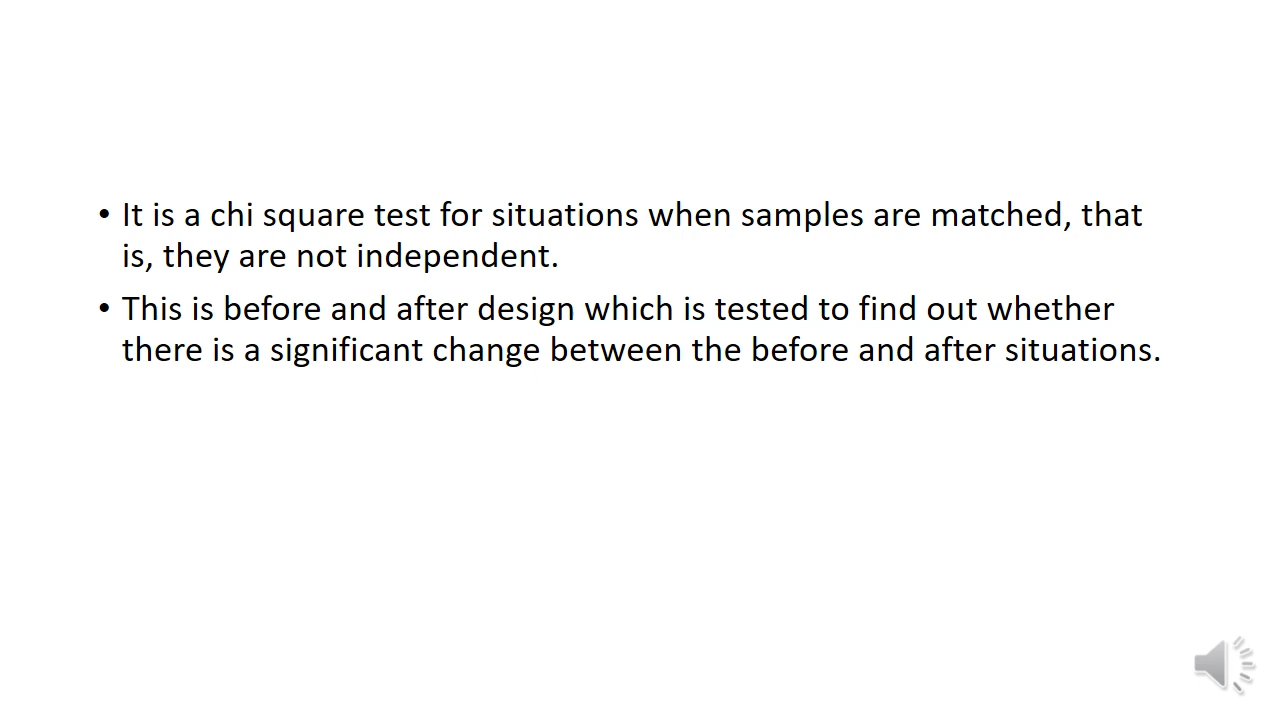 • It is a chi square test for situations when samples are matched, that
is, they are not independent.
• This is before and after design which is tested to find out whether
there is a significant change between the before and after situations.